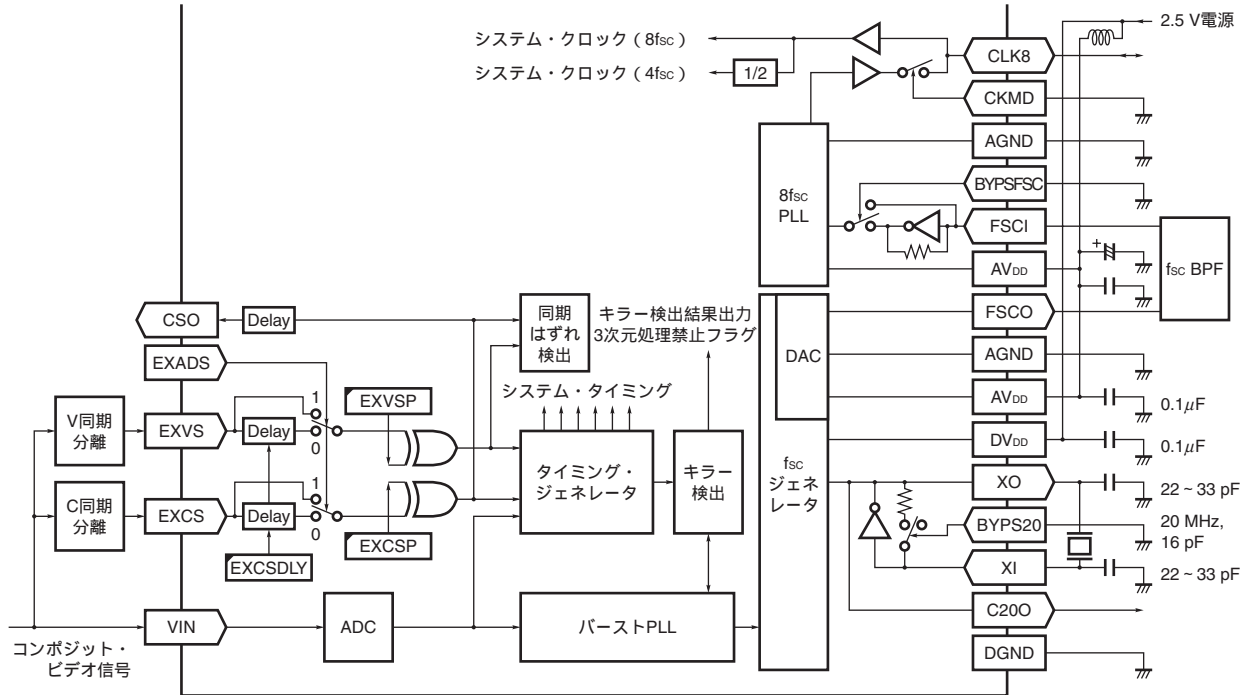 システム・クロック（8fSC）
システム・クロック（4fSC）
1/2
2.5 V電源
CLK8
CKMD
AGND
BYPSFSC
FSCI
AVDD
FSCO
AGND
AVDD
DVDD
XO
BYPS20
XI
C20O
DGND
8fSC
PLL
+
fSC BPF
DAC
fSC
ジェネ
レータ
0.1μF
0.1μF
22 ~ 33 pF
20 MHz,
16 pF
22 ~ 33 pF
CSO
Delay
EXADS
同期
はずれ
検出
キラー検出結果出力
3次元処理禁止フラグ
システム・タイミング
V同期
分離
EXVS
Delay
1
0
EXVSP
C同期
分離
EXCS
Delay
1
0
EXCSP
EXCSDLY
タイミング・
ジェネレータ
キラー
検出
VIN
ADC
バーストPLL
コンポジット・
ビデオ信号